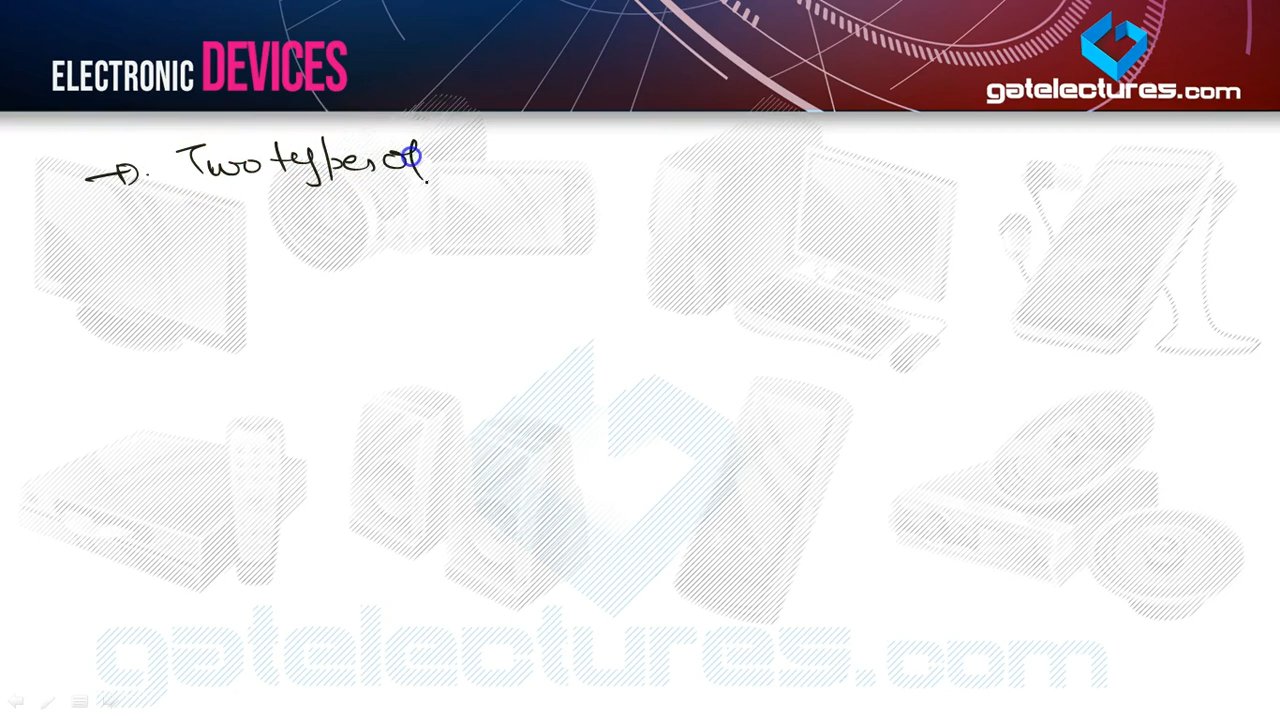 ELECTRONIC DEVICES
gatelectures.com
→ Two types of
gatelectures.com